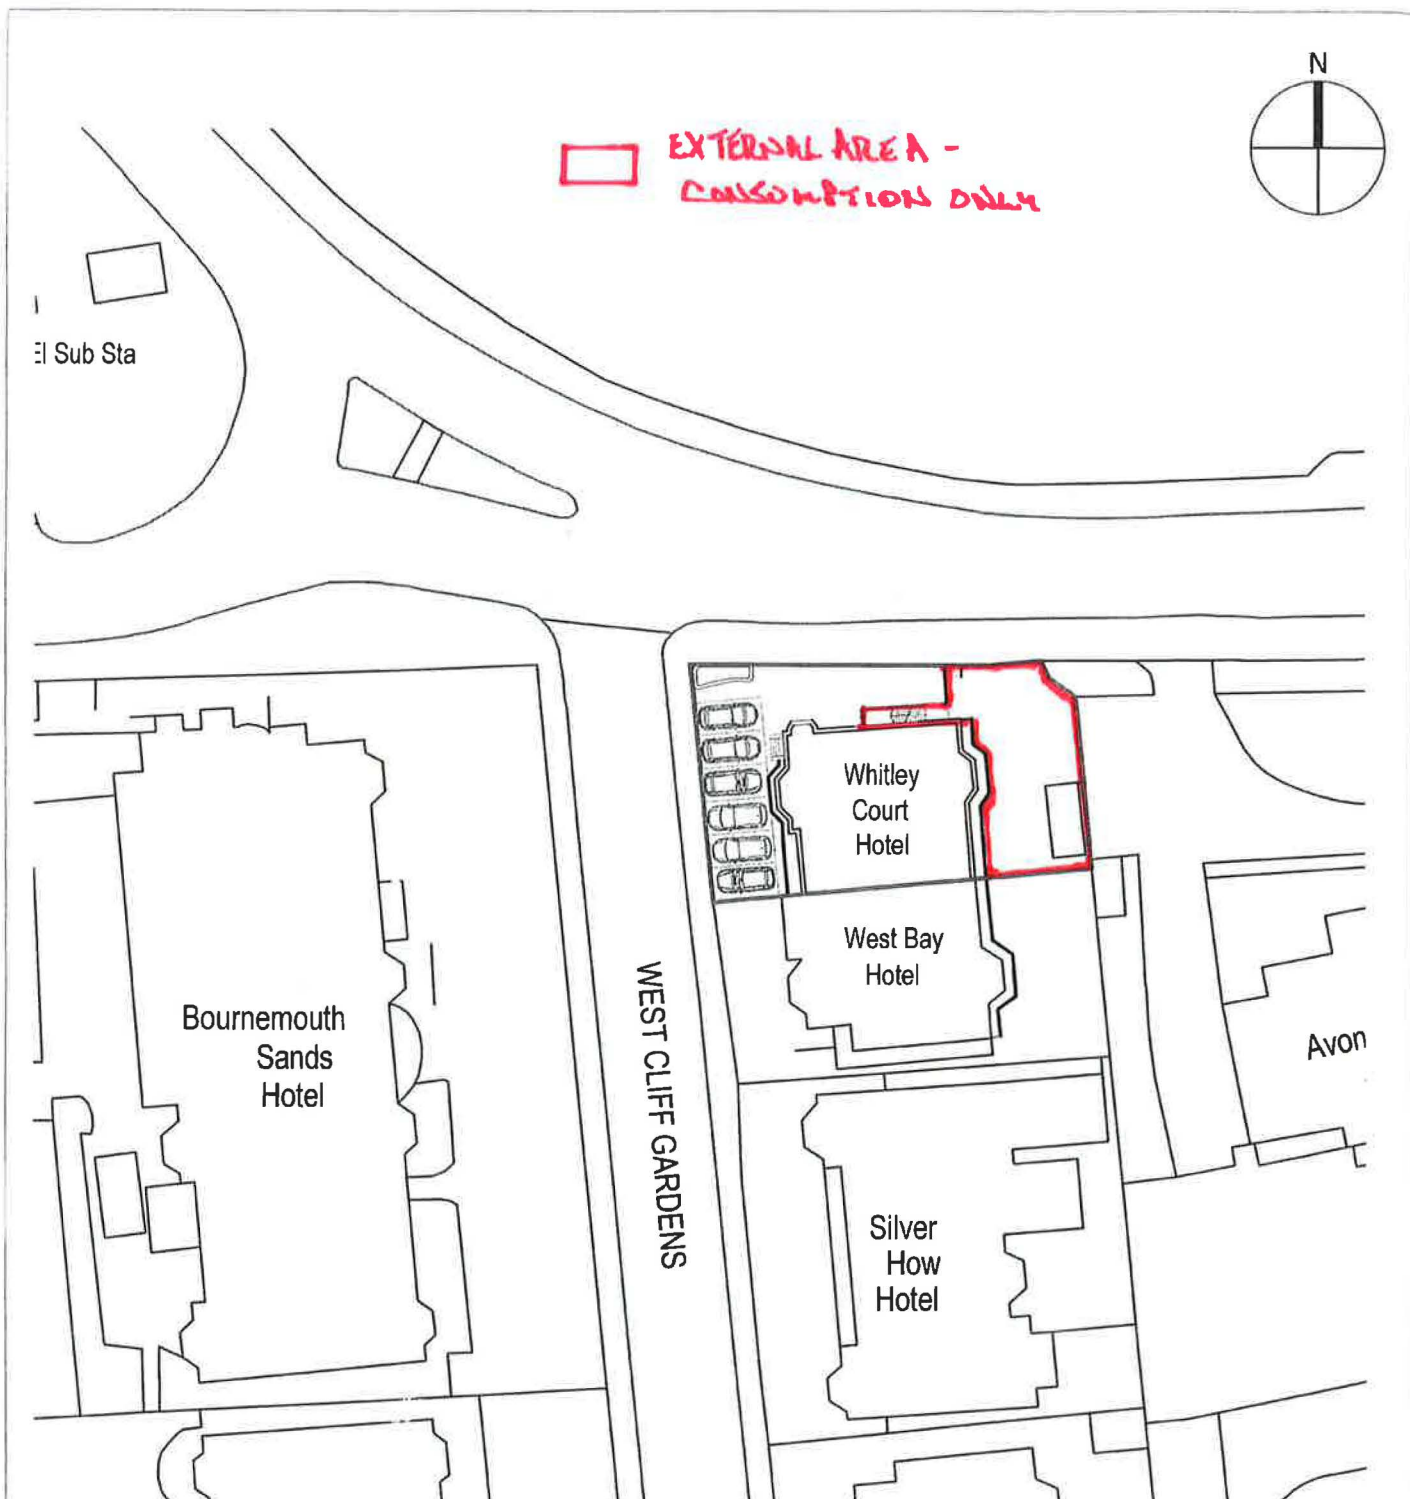 N
EXTERNAL AREA -
CONSUMPTION ONLY
El Sub Sta
Whitley
Court
Hotel
West Bay
Hotel
WEST CLIFF GARDENS
Bournemouth
Sands
Hotel
Avon
Silver
How
Hotel